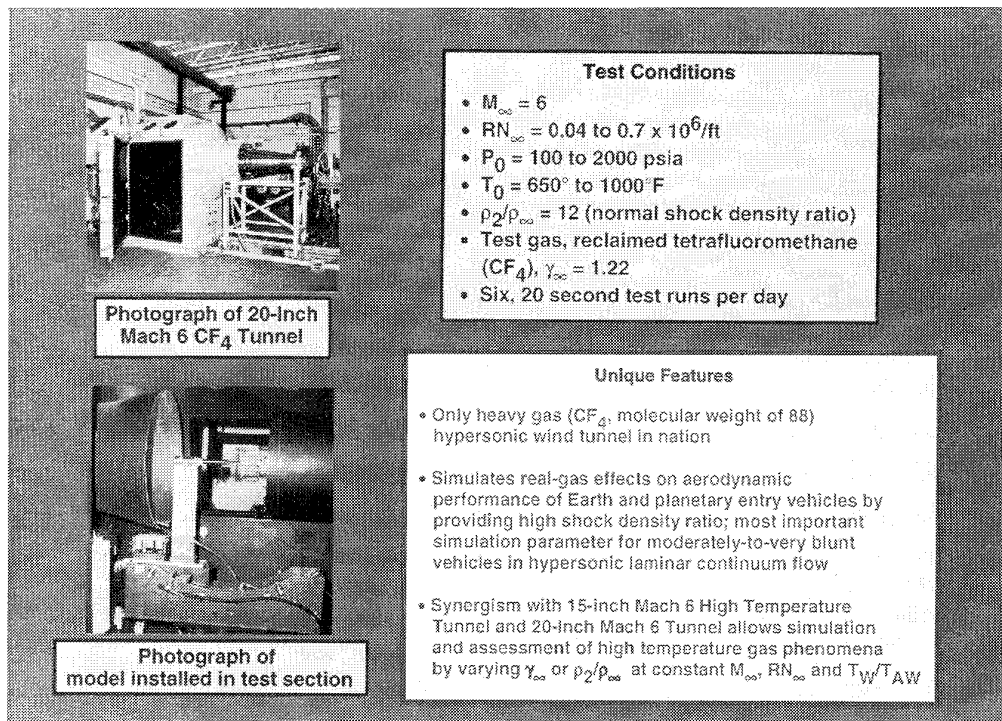 Photograph of 20-Inch
Mach 6 CF₄ Tunnel
Photograph of
model installed in test section
Test Conditions
• M∞ = 6
• RN∞ = 0.04 to 0.7 x 10⁶/ft
• P₀ = 100 to 2000 psia
• T₀ = 650° to 1000°F
• ρ₂/ρ∞ = 12 (normal shock density ratio)
• Test gas, reclaimed tetrafluoromethane
(CF₄), γ∞ = 1.22
• Six, 20 second test runs per day
Unique Features
• Only heavy gas (CF₄, molecular weight of 88)
hypersonic wind tunnel in nation
• Simulates real-gas effects on aerodynamic
performance of Earth and planetary entry vehicles by
providing high shock density ratio; most important
simulation parameter for moderately-to-very blunt
vehicles in hypersonic laminar continuum flow
• Synergism with 15-inch Mach 6 High Temperature
Tunnel and 20-Inch Mach 6 Tunnel allows simulation
and assessment of high temperature gas phenomena
by varying γ∞ or ρ₂/ρ∞ at constant M∞, RN∞ and T_W/T_AW